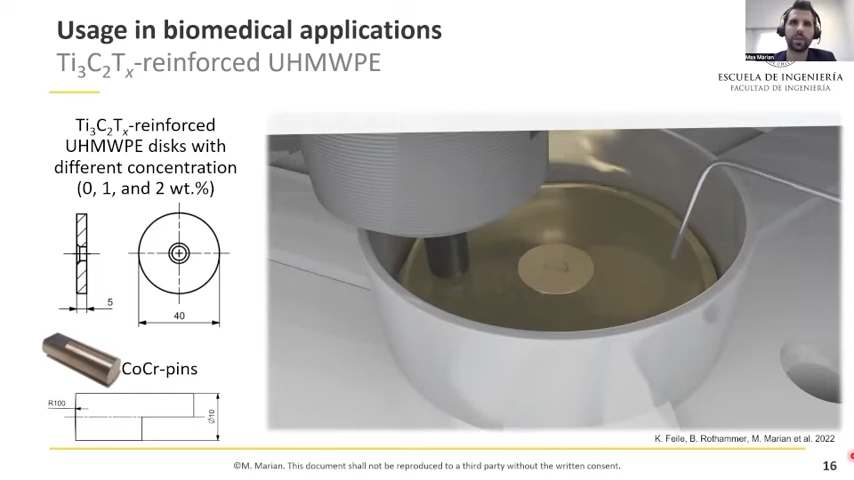 Usage in biomedical applications
Ti3C2Tx-reinforced UHMWPE
Max Marian
ESCUELA DE INGENIERÍA
FACULTAD DE INGENIERÍA
Ti3C2Tx-reinforced
UHMWPE disks with
different concentration
(0, 1, and 2 wt.%)
5
40
CoCr-pins
R100
Ø10
K. Feile, B. Rothammer, M. Marian et al. 2022
©M. Marian. This document shall not be reproduced to a third party without the written consent.
16